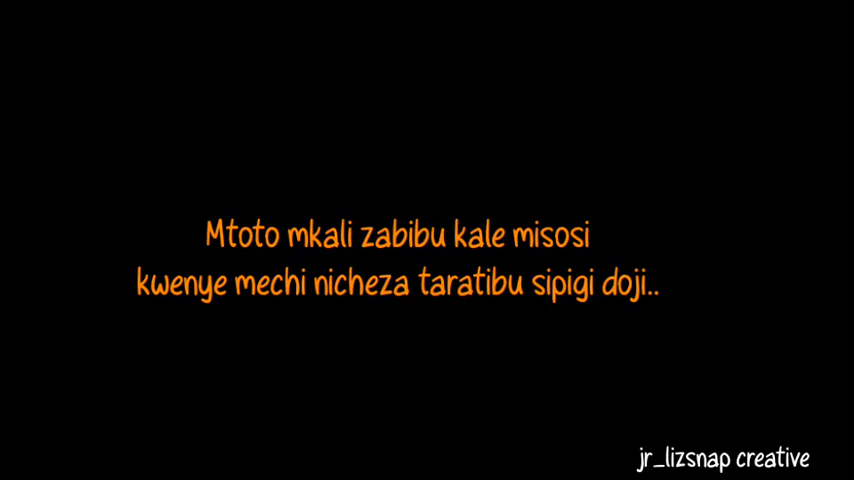 Mtoto mkali zabibu kale misosi
kwenye mechi nicheza taratibu sipigi doji..
jr_lizsnap creative